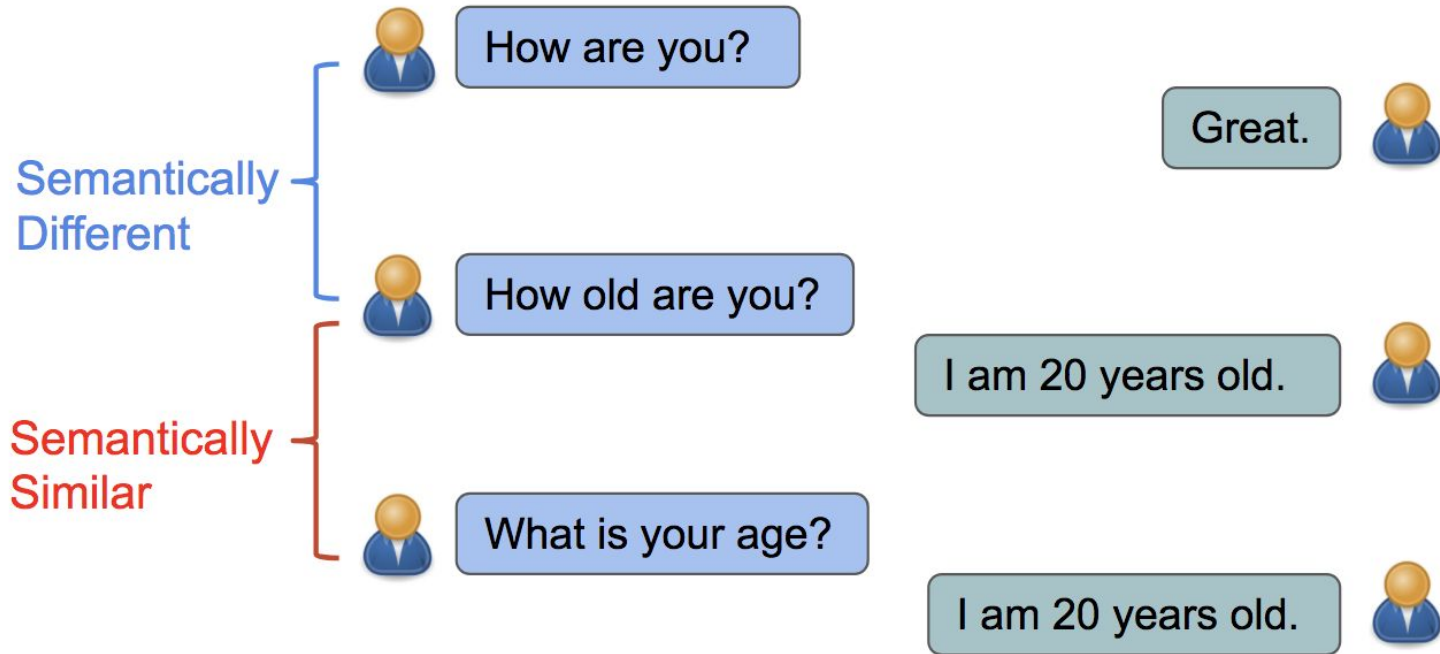 How are you?
Great.
Semantically
Different
How old are you?
I am 20 years old.
Semantically
Similar
What is your age?
I am 20 years old.